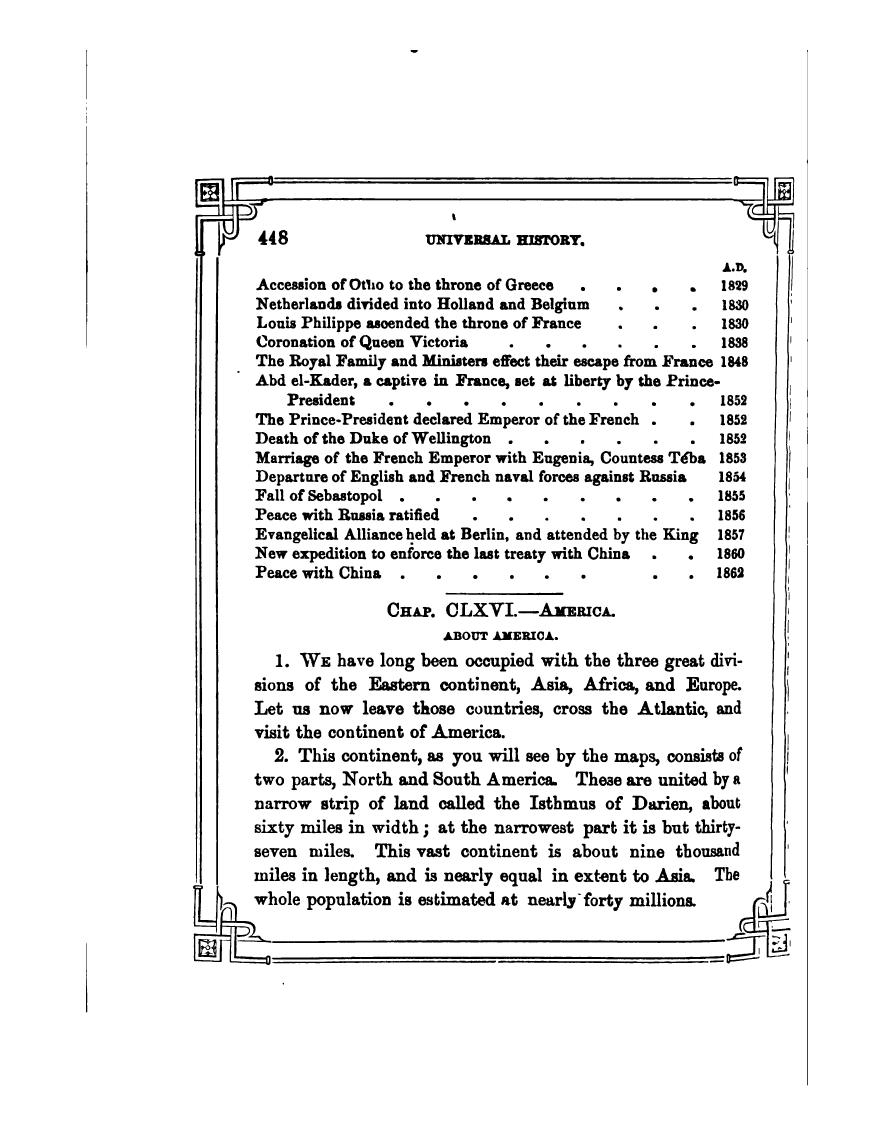 448 UNIVERSAL HISTORY.
A.D.
Accession of Otho to the throne of Greece . . . . 1829
Netherlands divided into Holland and Belgium . . . 1830
Louis Philippe ascended the throne of France . . . 1830
Coronation of Queen Victoria . . . . . . 1838
The Royal Family and Ministers effect their escape from France 1848
Abd el-Kader, a captive in France, set at liberty by the Prince-
President . . . . . . . . . 1852
The Prince-President declared Emperor of the French . . 1852
Death of the Duke of Wellington . . . . . . 1852
Marriage of the French Emperor with Eugenia, Countess Téba 1853
Departure of English and French naval forces against Russia 1854
Fall of Sebastopol . . . . . . . . . 1855
Peace with Russia ratified . . . . . . . 1856
Evangelical Alliance held at Berlin, and attended by the King 1857
New expedition to enforce the last treaty with China . . 1860
Peace with China . . . . . . . . 1862
CHAP. CLXVI.—AMERICA.
ABOUT AMERICA.
1. WE have long been occupied with the three great divi-
sions of the Eastern continent, Asia, Africa, and Europe.
Let us now leave those countries, cross the Atlantic, and
visit the continent of America.
2. This continent, as you will see by the maps, consists of
two parts, North and South America. These are united by a
narrow strip of land called the Isthmus of Darien, about
sixty miles in width; at the narrowest part it is but thirty-
seven miles. This vast continent is about nine thousand
miles in length, and is nearly equal in extent to Asia. The
whole population is estimated at nearly forty millions.